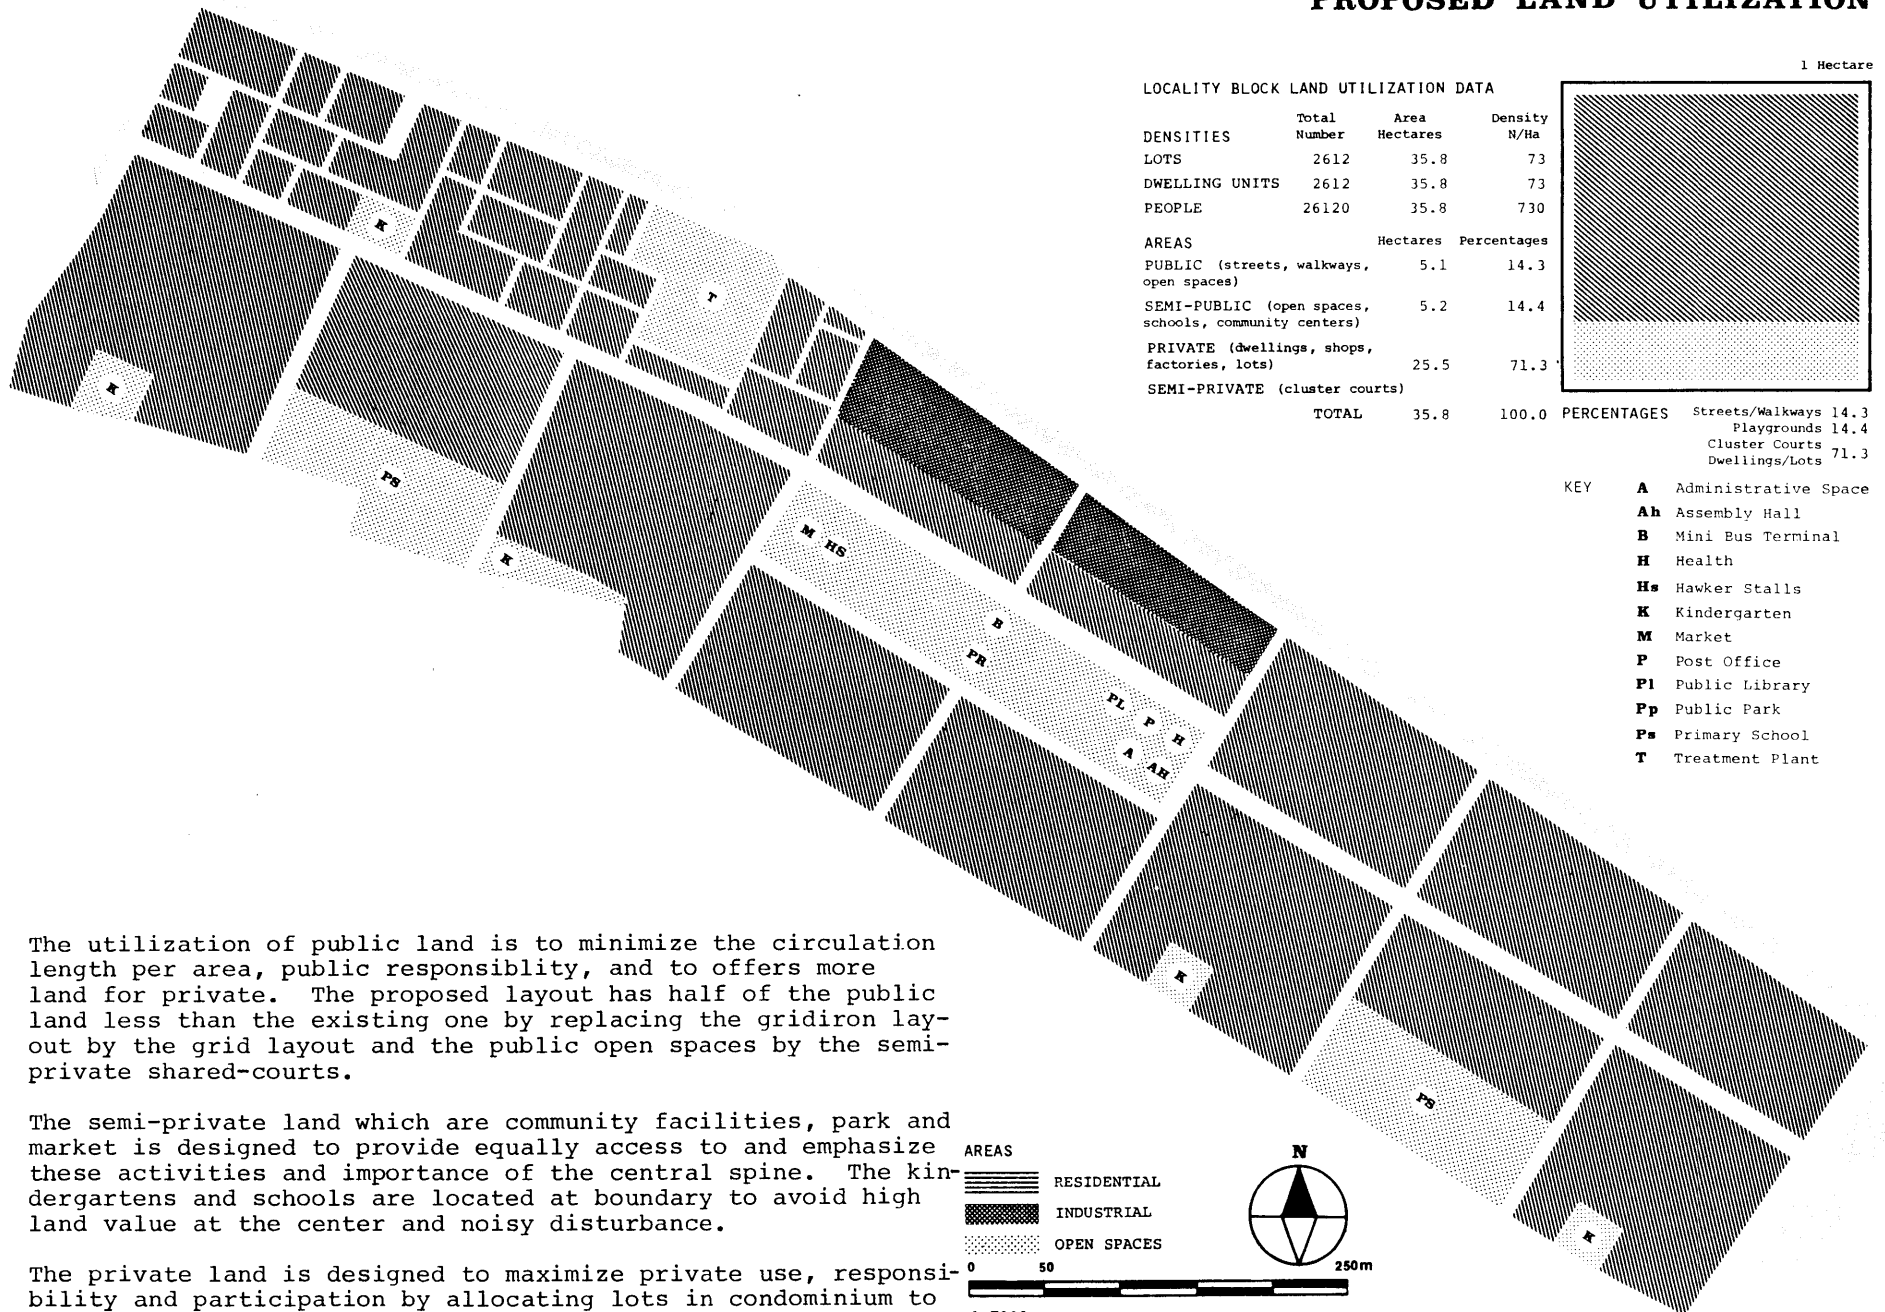 PROPOSED LAND UTILIZATION
1 Hectare
LOCALITY BLOCK LAND UTILIZATION DATA
DENSITIES Total Number Area Hectares Density N/Ha
LOTS 2612 35.8 73
DWELLING UNITS 2612 35.8 73
PEOPLE 26120 35.8 730
AREAS Hectares Percentages
PUBLIC (streets, walkways, 5.1 14.3
open spaces)
SEMI-PUBLIC (open spaces, 5.2 14.4
schools, community centers)
PRIVATE (dwellings, shops,
factories, lots) 25.5 71.3
SEMI-PRIVATE (cluster courts)
TOTAL 35.8 100.0
PERCENTAGES Streets/Walkways 14.3
Playgrounds 14.4
Cluster Courts
Dwellings/Lots 71.3
KEY A Administrative Space
Ah Assembly Hall
B Mini Bus Terminal
H Health
Hs Hawker Stalls
K Kindergarten
M Market
P Post Office
Pl Public Library
Pp Public Park
Ps Primary School
T Treatment Plant
K
T
K
PS
K
M HS
B
PR
PL P H
A AH
K
PS
K
The utilization of public land is to minimize the circulation
length per area, public responsiblity, and to offers more
land for private. The proposed layout has half of the public
land less than the existing one by replacing the gridiron lay-
out by the grid layout and the public open spaces by the semi-
private shared-courts.
The semi-private land which are community facilities, park and
market is designed to provide equally access to and emphasize
these activities and importance of the central spine. The kin-
dergartens and schools are located at boundary to avoid high
land value at the center and noisy disturbance.
The private land is designed to maximize private use, responsi-
bility and participation by allocating lots in condominium to
AREAS
RESIDENTIAL
INDUSTRIAL
OPEN SPACES
N
0 50 250m